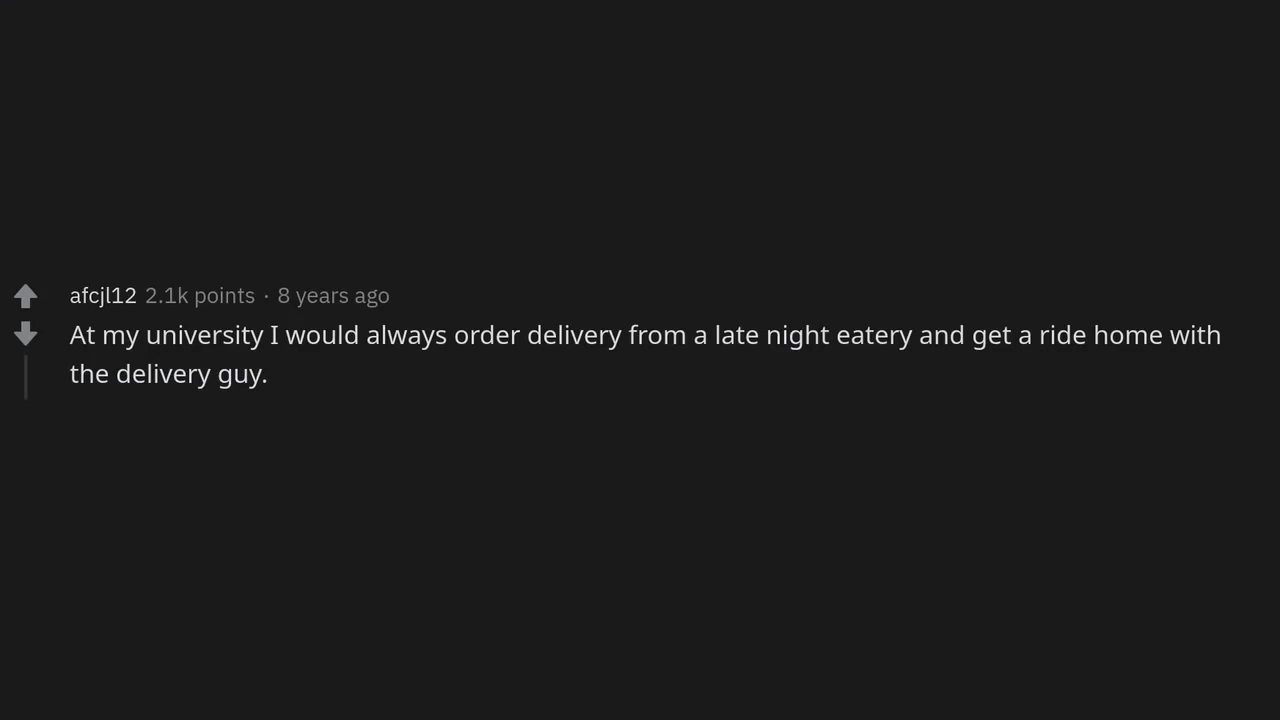 afcjl12 2.1k points · 8 years ago
At my university I would always order delivery from a late night eatery and get a ride home with
the delivery guy.